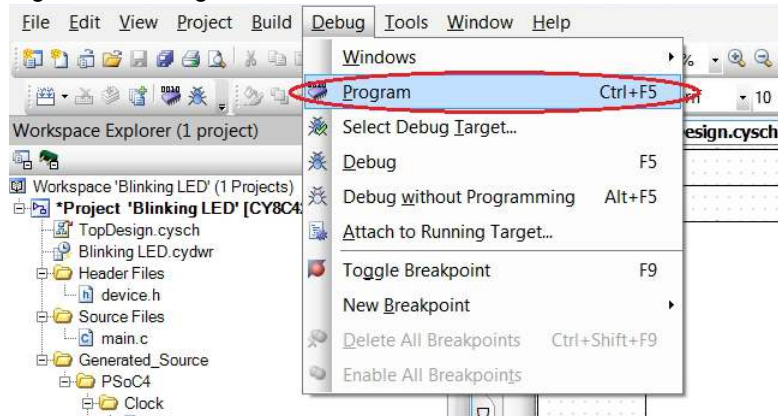 File Edit View Project Build Debug Tools Window Help
Windows
%
Program Ctrl+F5
10
Workspace Explorer (1 project)
Select Debug Target...
esign.cysch
Debug F5
Workspace 'Blinking LED' (1 Projects)
*Project 'Blinking LED' [CY8C42
Debug without Programming Alt+F5
TopDesign.cysch
Attach to Running Target...
Blinking LED.cydwr
Header Files
Toggle Breakpoint F9
device.h
Source Files
New Breakpoint
main.c
Delete All Breakpoints Ctrl+Shift+F9
Generated_Source
PSoC4
Enable All Breakpoints
Clock